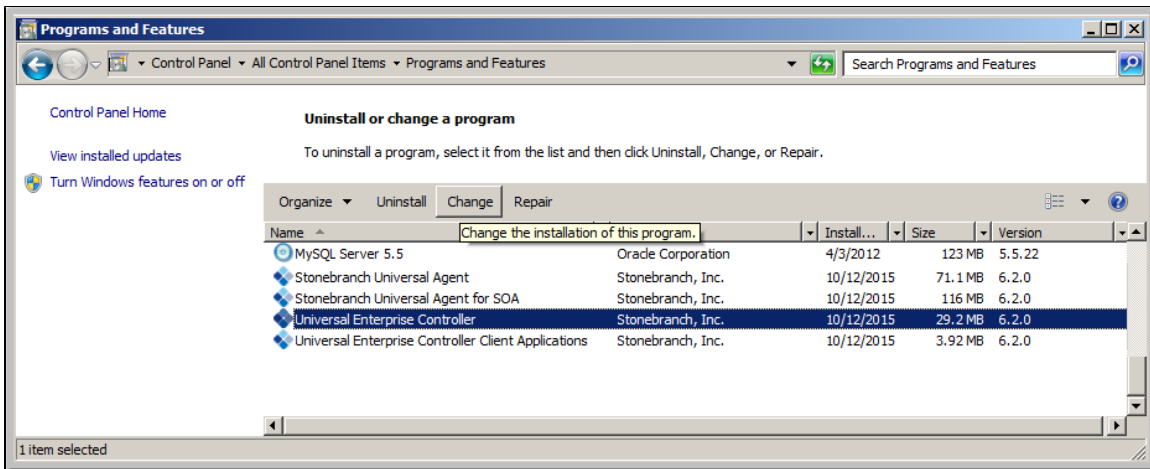 Programs and Features
Control Panel All Control Panel Items Programs and Features Search Programs and Features
Control Panel Home
Uninstall or change a program
View installed updates
To uninstall a program, select it from the list and then click Uninstall, Change, or Repair.
Turn Windows features on or off
Organize Uninstall Change Repair
Name Change the installation of this program. Install... Size Version
MySQL Server 5.5 Oracle Corporation 4/3/2012 123 MB 5.5.22
Stonebranch Universal Agent Stonebranch, Inc. 10/12/2015 71.1 MB 6.2.0
Stonebranch Universal Agent for SOA Stonebranch, Inc. 10/12/2015 116 MB 6.2.0
Universal Enterprise Controller Stonebranch, Inc. 10/12/2015 29.2 MB 6.2.0
Universal Enterprise Controller Client Applications Stonebranch, Inc. 10/12/2015 3.92 MB 6.2.0
1 item selected